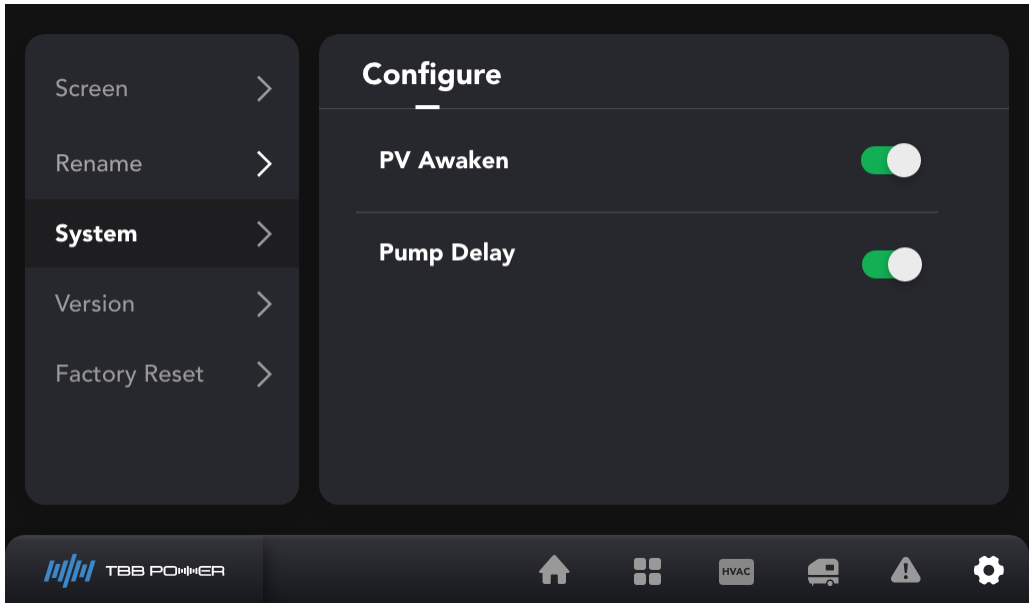 Screen
Rename
System
Version
Factory Reset
Configure
PV Awaken
Pump Delay
TBB POWER
HVAC